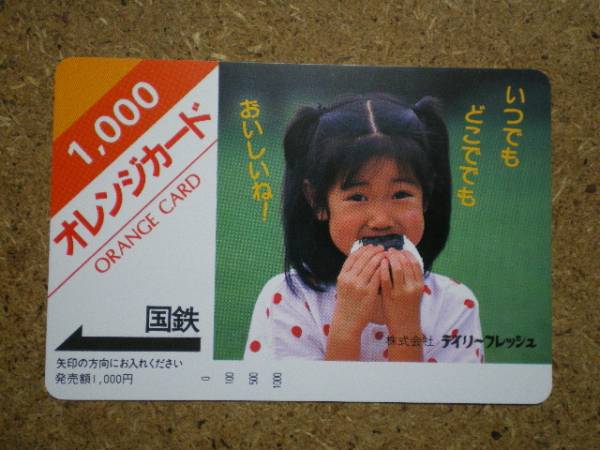 1,000
オレンジカード
ORANGE CARD
国鉄
矢印の方向にお入れください
発売額1,000円
0 100 500 1000
いつでも
どこででも
おいしいね!
株式会社 デイリーフレッシュ